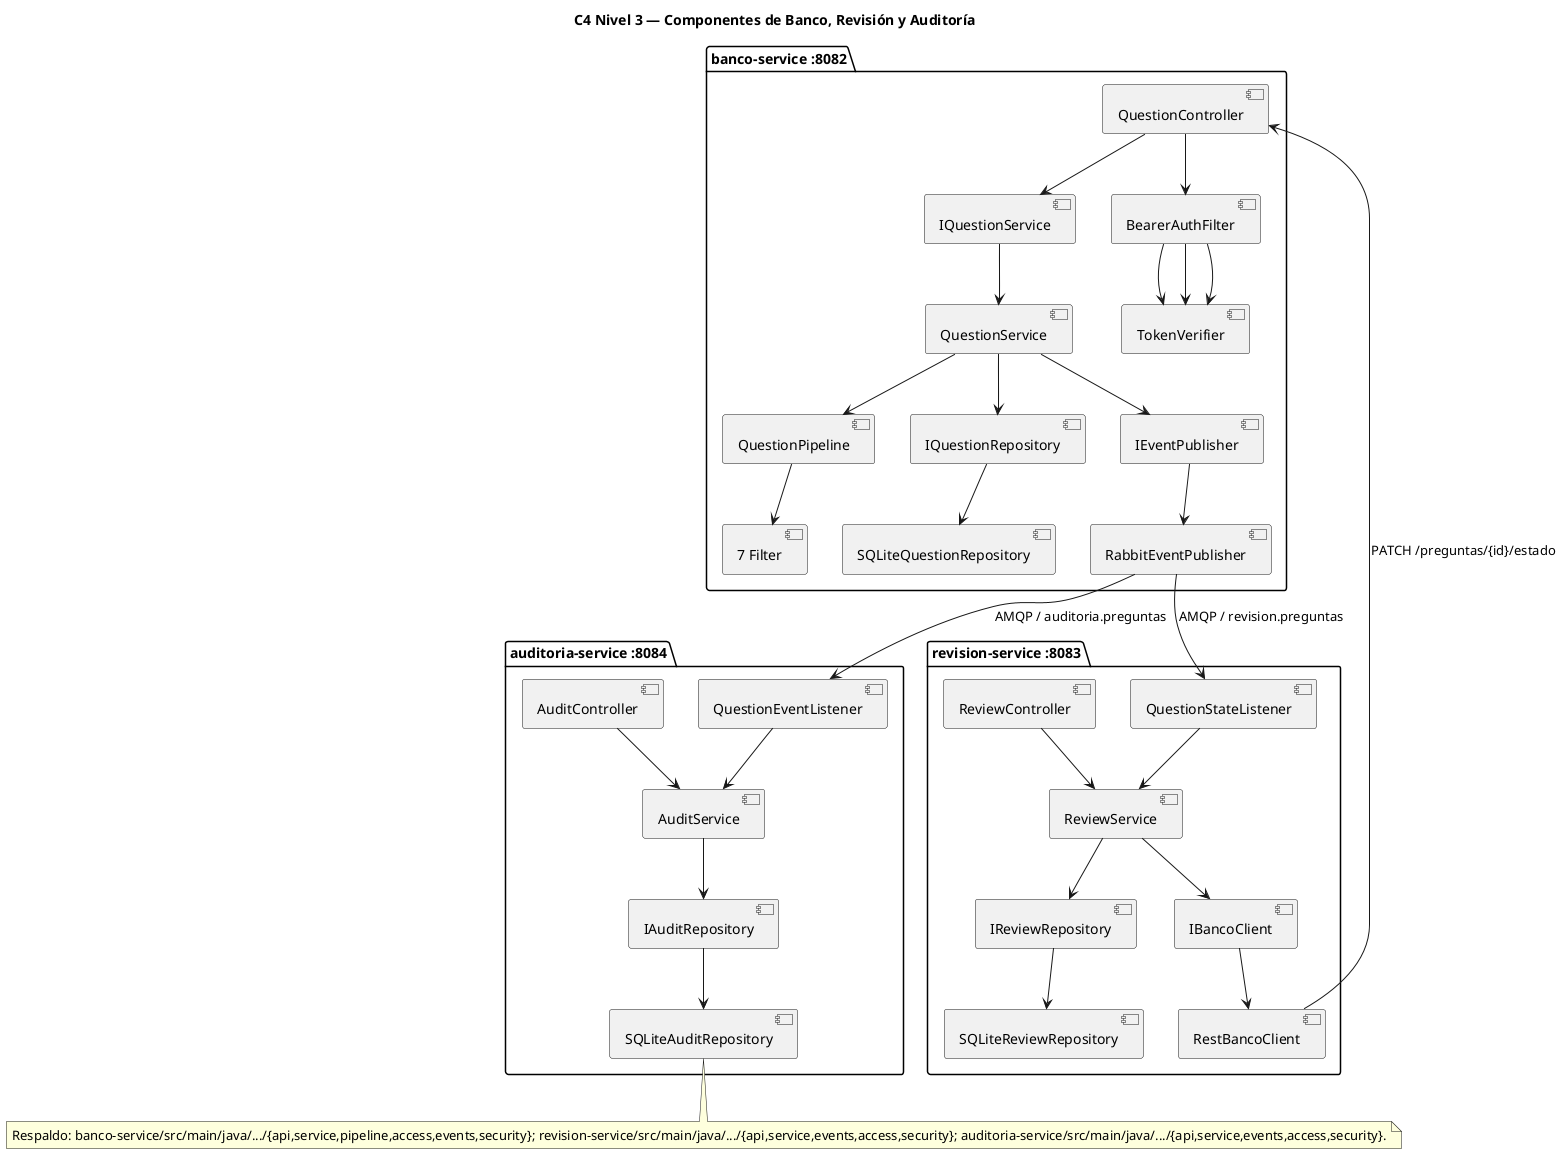 C4 Nivel 3 — Componentes de Banco, Revisión y Auditoría
banco-service :8082
QuestionController
IQuestionService
BearerAuthFilter
QuestionService
TokenVerifier
QuestionPipeline
IQuestionRepository
IEventPublisher
7 Filter
SQLiteQuestionRepository
RabbitEventPublisher
PATCH /preguntas/{id}/estado
AMQP / auditoria.preguntas
AMQP / revision.preguntas
auditoria-service :8084
AuditController
QuestionEventListener
AuditService
IAuditRepository
SQLiteAuditRepository
revision-service :8083
ReviewController
QuestionStateListener
ReviewService
IReviewRepository
IBancoClient
SQLiteReviewRepository
RestBancoClient
Respaldo: banco-service/src/main/java/.../{api,service,pipeline,access,events,security}; revision-service/src/main/java/.../{api,service,events,access,security}; auditoria-service/src/main/java/.../{api,service,events,access,security}.